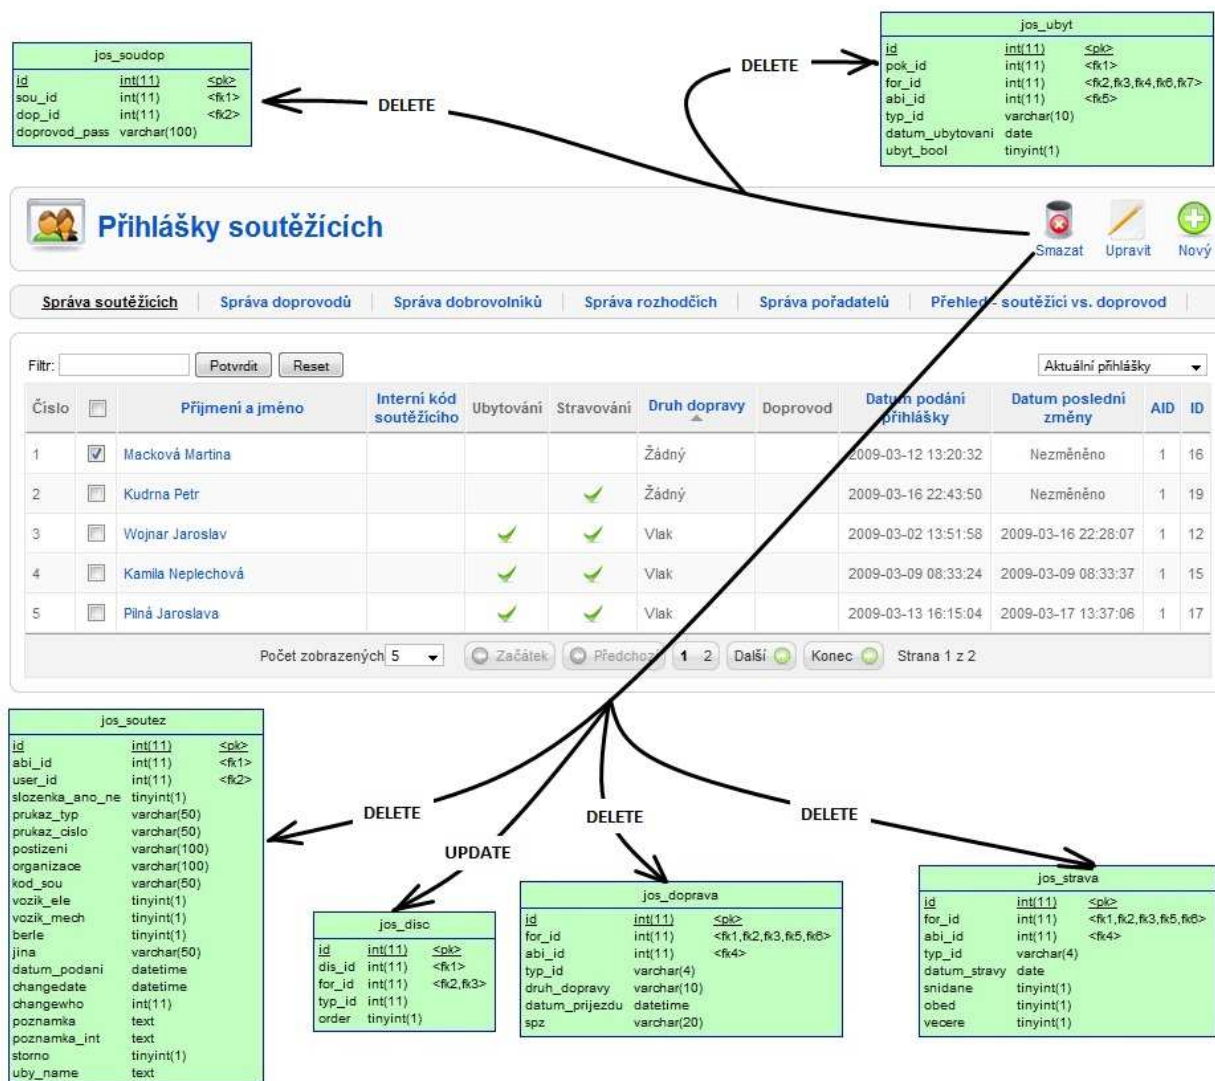 jos_soudop
id int(11) <pk>
sou_id int(11) <fk1>
dop_id int(11) <fk2>
doprovod_pass varchar(100)
DELETE
DELETE
jos_ubyt
id int(11) <pk>
pok_id int(11) <fk1>
for_id int(11) <fk2,fk3,fk4,fk6,fk7>
abi_id int(11) <fk5>
typ_id varchar(10)
datum_ubytovani date
ubyt_bool tinyint(1)
Přihlášky soutěžících
Smazat Upravit Nový
Správa soutěžících Správa doprovodů Správa dobrovolníků Správa rozhodčích Správa pořadatelů Přehled - soutěžící vs. doprovod
Filtr: Potvrdit Reset Aktuální přihlášky
Číslo Příjmení a jméno Interní kód soutěžícího Ubytování Stravování Druh dopravy Doprovod Datum podání přihlášky Datum poslední změny AID ID
1 Macková Martina Žádný 2009-03-12 13:20:32 Nezměněno 1 16
2 Kudrna Petr Žádný 2009-03-16 22:43:50 Nezměněno 1 19
3 Wojnar Jaroslav Vlak 2009-03-02 13:51:58 2009-03-16 22:28:07 1 12
4 Kamila Neplechová Vlak 2009-03-09 08:33:24 2009-03-09 08:33:37 1 15
5 Pilná Jaroslava Vlak 2009-03-13 16:15:04 2009-03-17 13:37:06 1 17
Počet zobrazených 5 Začátek Předchozí 1 2 Další Konec Strana 1 z 2
jos_soutez
id int(11) <pk>
abi_id int(11) <fk1>
user_id int(11) <fk2>
slozenka_ano_ne tinyint(1)
prukaz_typ varchar(50)
prukaz_cislo varchar(50)
postizeni varchar(100)
organizace varchar(100)
kod_sou varchar(50)
vozik_ele tinyint(1)
vozik_mech tinyint(1)
berle tinyint(1)
jina varchar(50)
datum_podani datetime
changedate datetime
changewho int(11)
poznamka text
poznamka_int text
storno tinyint(1)
uby_name text
DELETE
UPDATE
DELETE
DELETE
jos_disc
id int(11) <pk>
dis_id int(11) <fk1>
for_id int(11) <fk2,fk3>
typ_id int(11)
order tinyint(1)
jos_doprava
id int(11) <pk>
for_id int(11) <fk1,fk2,fk3,fk5,fk6>
abi_id int(11) <fk4>
typ_id varchar(4)
druh_dopravy varchar(10)
datum_prijezdu datetime
spz varchar(20)
jos_strava
id int(11) <pk>
for_id int(11) <fk1,fk2,fk3,fk5,fk6>
abi_id int(11) <fk4>
typ_id varchar(4)
datum_stravy date
snidane tinyint(1)
obed tinyint(1)
vecere tinyint(1)